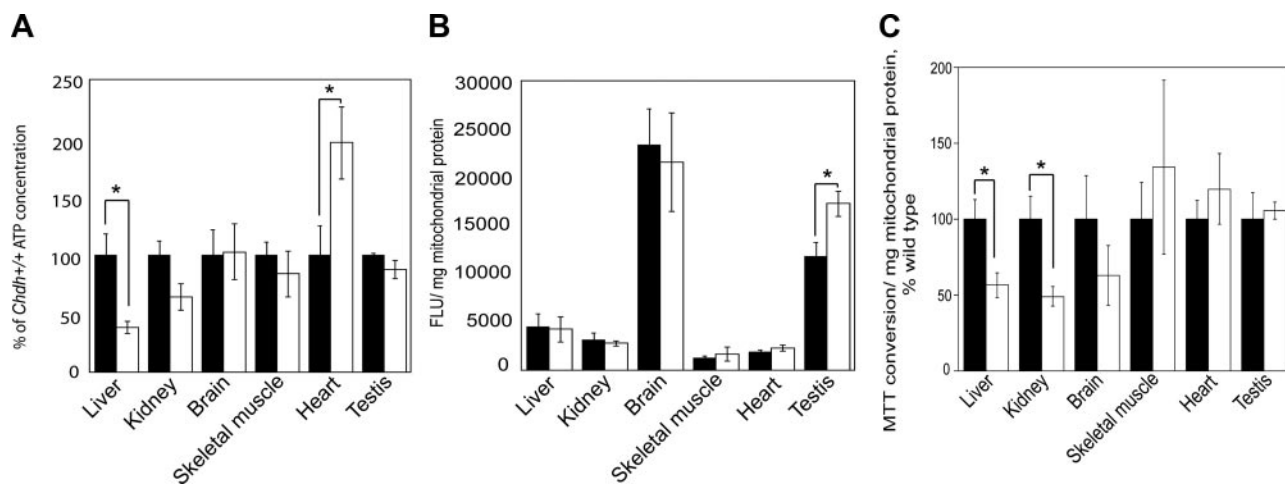 A
% of Chdh+/+ ATP concentration
250
200
150
100
50
0
*
*
Liver
Kidney
Brain
Skeletal muscle
Heart
Testis
B
FLU/ mg mitochondrial protein
30000
25000
20000
15000
10000
5000
0
*
Liver
Kidney
Brain
Skeletal muscle
Heart
Testis
C
MTT conversion/ mg mitochondrial protein,
% wild type
200
150
100
50
0
*
*
Liver
Kidney
Brain
Skeletal muscle
Heart
Testis